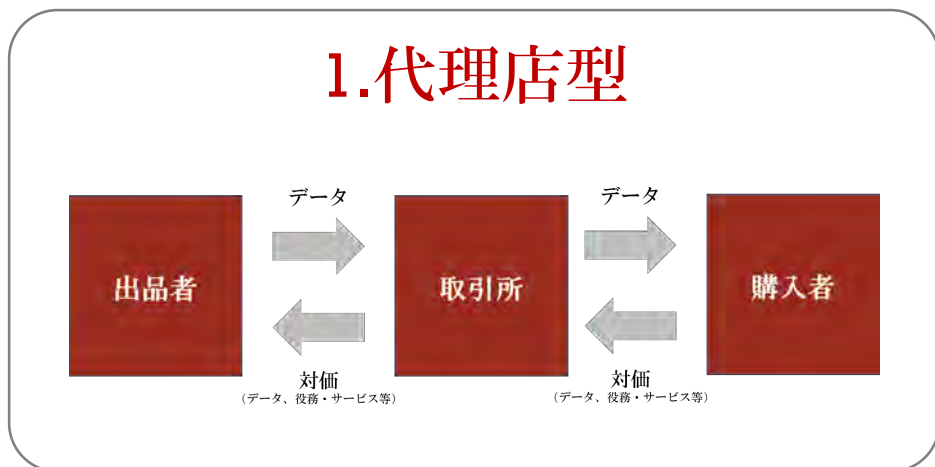 1.代理店型
データ
データ
出品者
取引所
購入者
対価
(データ、役務・サービス等)
対価
(データ、役務・サービス等)